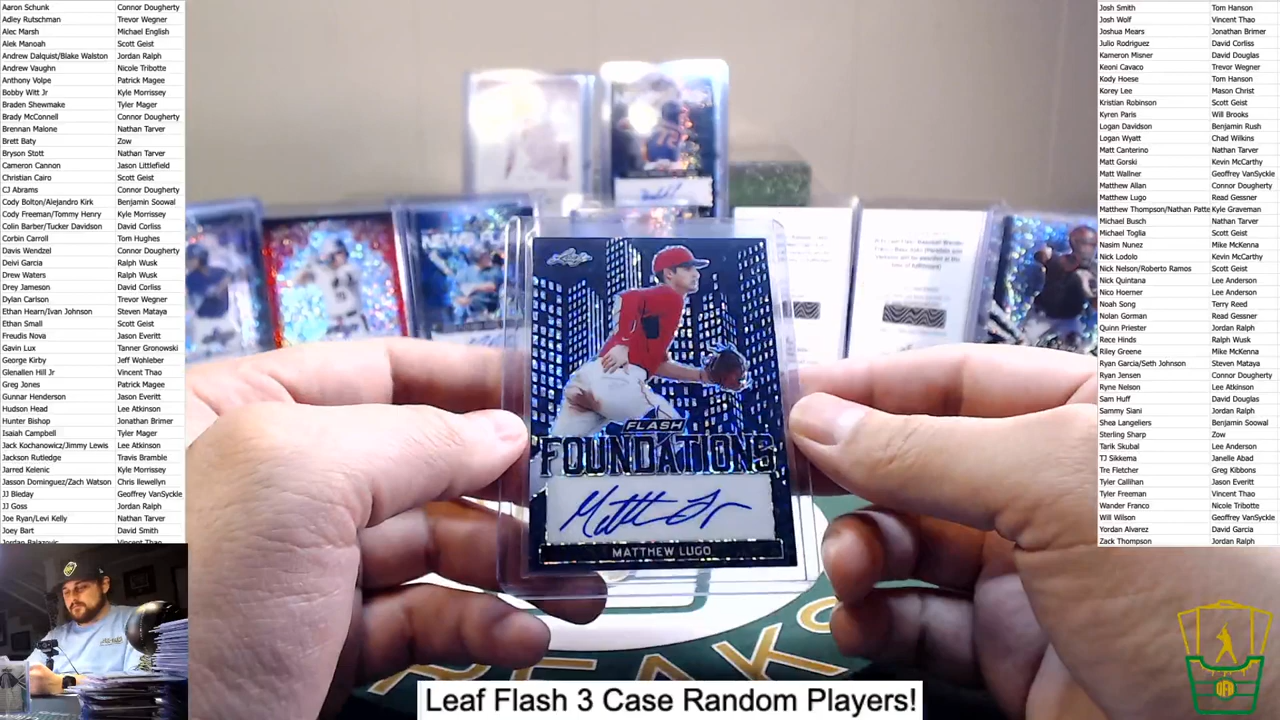 Aaron Schunk Connor Dougherty
Adley Rutschman Trevor Wegner
Alec Marsh Michael English
Alek Manoah Scott Geist
Andrew Dalquist/Blake Walston Jordan Ralph
Andrew Vaughn Nicole Tribotte
Anthony Volpe Patrick Magee
Bobby Witt Jr Kyle Morrissey
Braden Shewmake Tyler Mager
Brady McConnell Connor Dougherty
Brennan Malone Nathan Tarver
Brett Baty Zow
Bryson Stott Nathan Tarver
Cameron Cannon Jason Littlefield
Christian Cairo Scott Geist
CJ Abrams Connor Dougherty
Cody Bolton/Alejandro Kirk Benjamin Soowal
Cody Freeman/Tommy Henry Kyle Morrissey
Colin Barber/Tucker Davidson David Corliss
Corbin Carroll Tom Hughes
Davis Wendzel Connor Dougherty
Deivi Garcia Ralph Wusk
Drew Waters Ralph Wusk
Drey Jameson David Corliss
Dylan Carlson Trevor Wegner
Ethan Hearn/Ivan Johnson Steven Mataya
Ethan Small Scott Geist
Freudis Nova Jason Everitt
Gavin Lux Tanner Gronowski
George Kirby Jeff Wohleber
Glenallen Hill Jr Vincent Thao
Greg Jones Patrick Magee
Gunnar Henderson Jason Everitt
Hudson Head Lee Atkinson
Hunter Bishop Jonathan Brimer
Isaiah Campbell Tyler Mager
Jack Kochanowicz/Jimmy Lewis Lee Atkinson
Jackson Rutledge Travis Bramble
Jarred Kelenic Kyle Morrissey
Jasson Dominguez/Zach Watson Chris llewellyn
JJ Bleday Geoffrey VanSyckle
JJ Goss Jordan Ralph
Joe Ryan/Levi Kelly Nathan Tarver
Joey Bart David Smith
Jordan Balazovic Vincent Thao
Josh Smith Tom Hanson
Josh Wolf Vincent Thao
Joshua Mears Jonathan Brimer
Julio Rodriguez David Corliss
Kameron Misner David Douglas
Keoni Cavaco Trevor Wegner
Kody Hoese Tom Hanson
Korey Lee Mason Christ
Kristian Robinson Scott Geist
Kyren Paris Will Brooks
Logan Davidson Benjamin Rush
Logan Wyatt Chad Wilkins
Matt Canterino Nathan Tarver
Matt Gorski Kevin McCarthy
Matt Wallner Geoffrey VanSyckle
Matthew Allan Connor Dougherty
Matthew Lugo Read Gessner
Matthew Thompson/Nathan Patte Kyle Graveman
Michael Busch Nathan Tarver
Michael Toglia Scott Geist
Nasim Nunez Mike McKenna
Nick Lodolo Kevin McCarthy
Nick Nelson/Roberto Ramos Scott Geist
Nick Quintana Lee Anderson
Nico Hoerner Lee Anderson
Noah Song Terry Reed
Nolan Gorman Read Gessner
Quinn Priester Jordan Ralph
Rece Hinds Ralph Wusk
Riley Greene Mike McKenna
Ryan Garcia/Seth Johnson Steven Mataya
Ryan Jensen Connor Dougherty
Ryne Nelson Lee Atkinson
Sam Huff David Douglas
Sammy Siani Jordan Ralph
Shea Langeliers Benjamin Soowal
Sterling Sharp Zow
Tarik Skubal Lee Anderson
TJ Sikkema Janelle Abad
Tre Fletcher Greg Kibbons
Tyler Callihan Jason Everitt
Tyler Freeman Vincent Thao
Wander Franco Nicole Tribotte
Will Wilson Geoffrey VanSyckle
Yordan Alvarez David Garcia
Zack Thompson Jordan Ralph
FLASH
FOUNDATIONS
MATTHEW LUGO
Leaf Flash 3 Case Random Players!